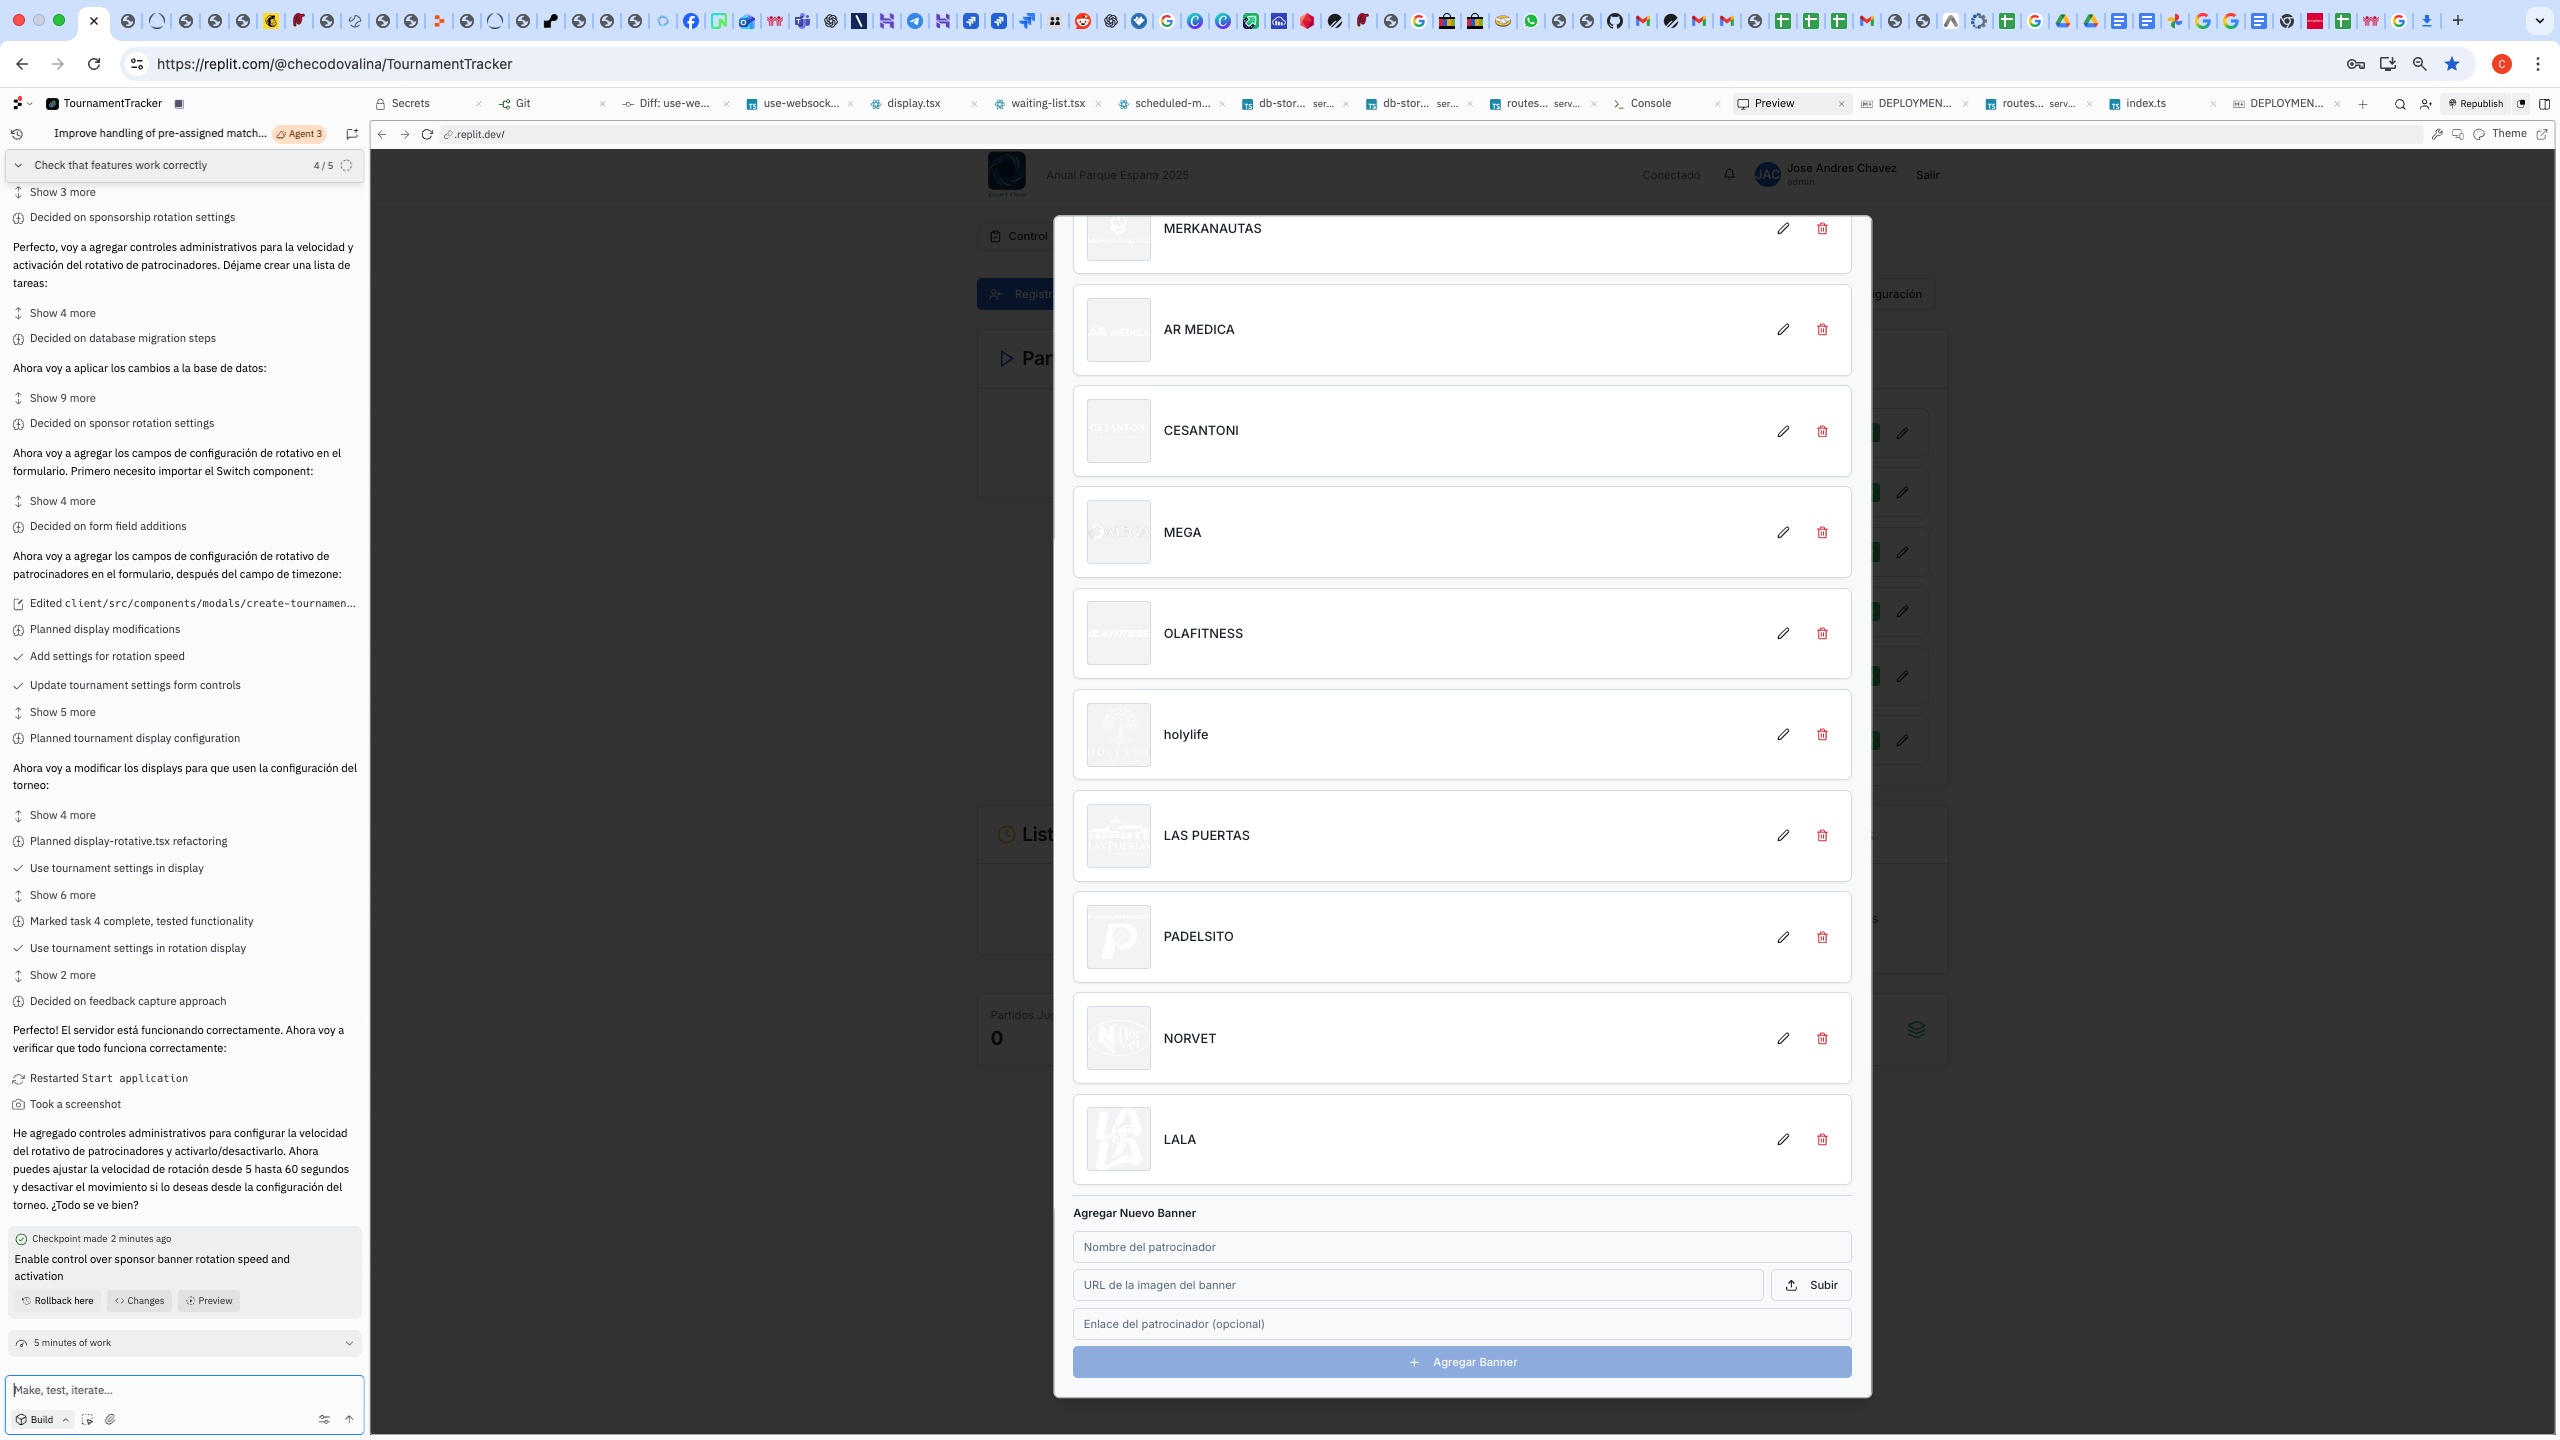 https://replit.com/@checodovalina/TournamentTracker
TournamentTracker
Secrets
Git
Diff: use-we...
use-websock...
display.tsx
waiting-list.tsx
scheduled-m...
db-stor... ser...
db-stor... ser...
routes... serv...
Console
Preview
DEPLOYMEN...
routes... serv...
index.ts
DEPLOYMEN...
Republish
Improve handling of pre-assigned match...
Agent 3
.replit.dev/
Theme
Check that features work correctly
4 / 5
Show 3 more
Decided on sponsorship rotation settings
Perfecto, voy a agregar controles administrativos para la velocidad y
activación del rotativo de patrocinadores. Déjame crear una lista de
tareas:
Show 4 more
Decided on database migration steps
Ahora voy a aplicar los cambios a la base de datos:
Show 9 more
Decided on sponsor rotation settings
Ahora voy a agregar los campos de configuración de rotativo en el
formulario. Primero necesito importar el Switch component:
Show 4 more
Decided on form field additions
Ahora voy a agregar los campos de configuración de rotativo de
patrocinadores en el formulario, después del campo de timezone:
Edited client/src/components/modals/create-tournamen...
Planned display modifications
Add settings for rotation speed
Update tournament settings form controls
Show 5 more
Planned tournament display configuration
Ahora voy a modificar los displays para que usen la configuración del
torneo:
Show 4 more
Planned display-rotative.tsx refactoring
Use tournament settings in display
Show 6 more
Marked task 4 complete, tested functionality
Use tournament settings in rotation display
Show 2 more
Decided on feedback capture approach
Perfecto! El servidor está funcionando correctamente. Ahora voy a
verificar que todo funciona correctamente:
Restarted Start application
Took a screenshot
He agregado controles administrativos para configurar la velocidad
del rotativo de patrocinadores y activarlo/desactivarlo. Ahora
puedes ajustar la velocidad de rotación desde 5 hasta 60 segundos
y desactivar el movimiento si lo deseas desde la configuración del
torneo. ¿Todo se ve bien?
Checkpoint made 2 minutes ago
Enable control over sponsor banner rotation speed and
activation
Rollback here
Changes
Preview
5 minutes of work
Make, test, iterate...
Build
Anual Parque Espana 2025
Conectado
JAC
Jose Andres Chavez
admin
Salir
Control
Registr
iguración
Par
List
Partidos Ju
0
MERKANAUTAS
AR MEDICA
AR MEDICA
CESANTONI
CESANTONI
MEGA
MEGA
OLAFITNESS
OLAFITNESS
holylife
LAS PUERTAS
LAS PUERTAS
P
PADELSITO
Nor
Vet
NORVET
LALA
LALA
Agregar Nuevo Banner
Nombre del patrocinador
URL de la imagen del banner
Subir
Enlace del patrocinador (opcional)
Agregar Banner